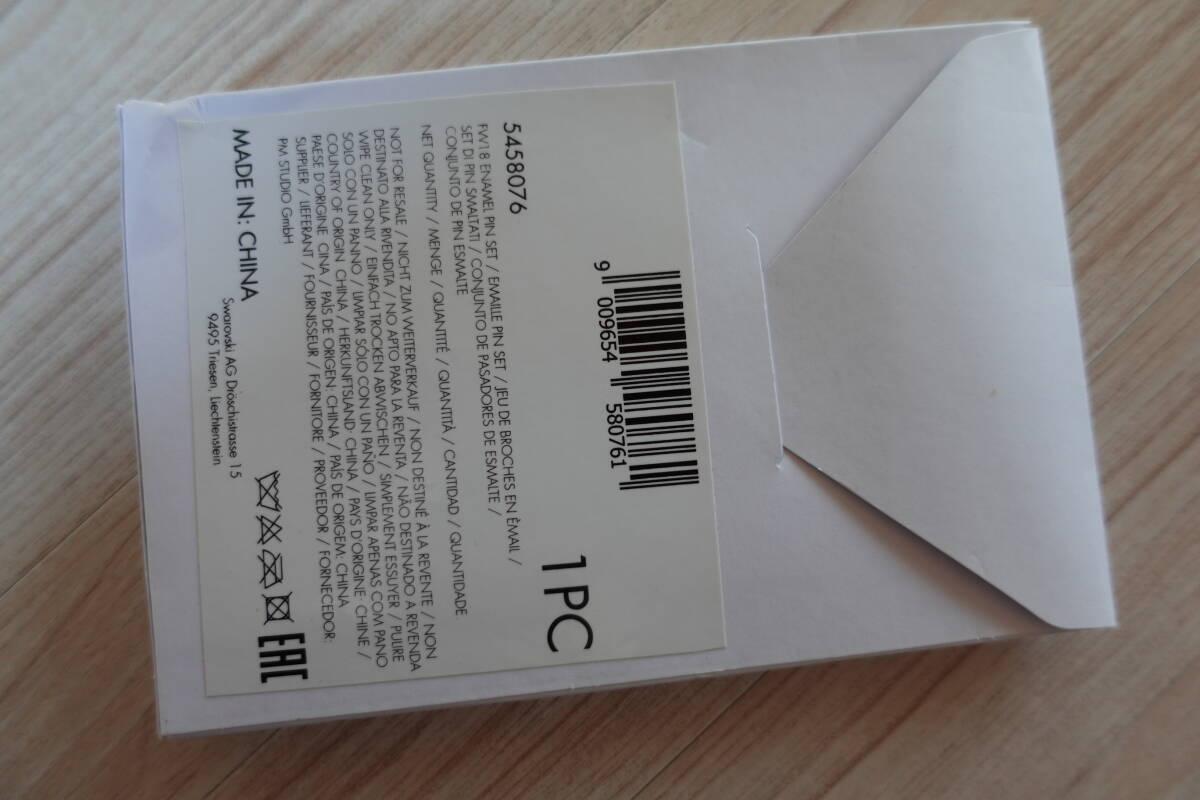 5458076
FW18 ENAMEL PIN SET / EMAILLE PIN SET / JEU DE BROCHES EN ÉMAIL /
SET DI PIN SMALTATI / CONJUNTO DE PASADORES DE ESMALTE /
CONJUNTO DE PIN ESMALTE
NET QUANTITY / MENGE / QUANTITÉ / QUANTITÀ / CANTIDAD / QUANTIDADE
1 PC
9 009654 580761
NOT FOR RESALE / NICHT ZUM WEITERVERKAUF / NON DESTINÉ À LA REVENTE / NON
DESTINATO ALLA RIVENDITA / NO APTO PARA LA REVENTA / NÃO DESTINADO A REVENDA
WIPE CLEAN ONLY / EINFACH TROCKEN ABWISCHEN / SIMPLEMENT ESSUYER / PULIRE
SOLO CON UN PANNO / LIMPIAR SÓLO CON UN PANO / LIMPAR APENAS COM PANO
COUNTRY OF ORIGIN: CHINA / HERKUNFTSLAND: CHINA / PAYS D'ORIGINE: CHINE /
PAESE D'ORIGINE: CINA / PAÍS DE ORIGEN: CHINA / PAÍS DE ORIGEM: CHINA
SUPPLIER / LIEFERANT / FOURNISSEUR / FORNITORE / PROVEEDOR / FORNECEDOR:
PM STUDIO GmbH
MADE IN: CHINA
Swarovski AG Dröschistrasse 15
9495 Triesen, Liechtenstein
EAC